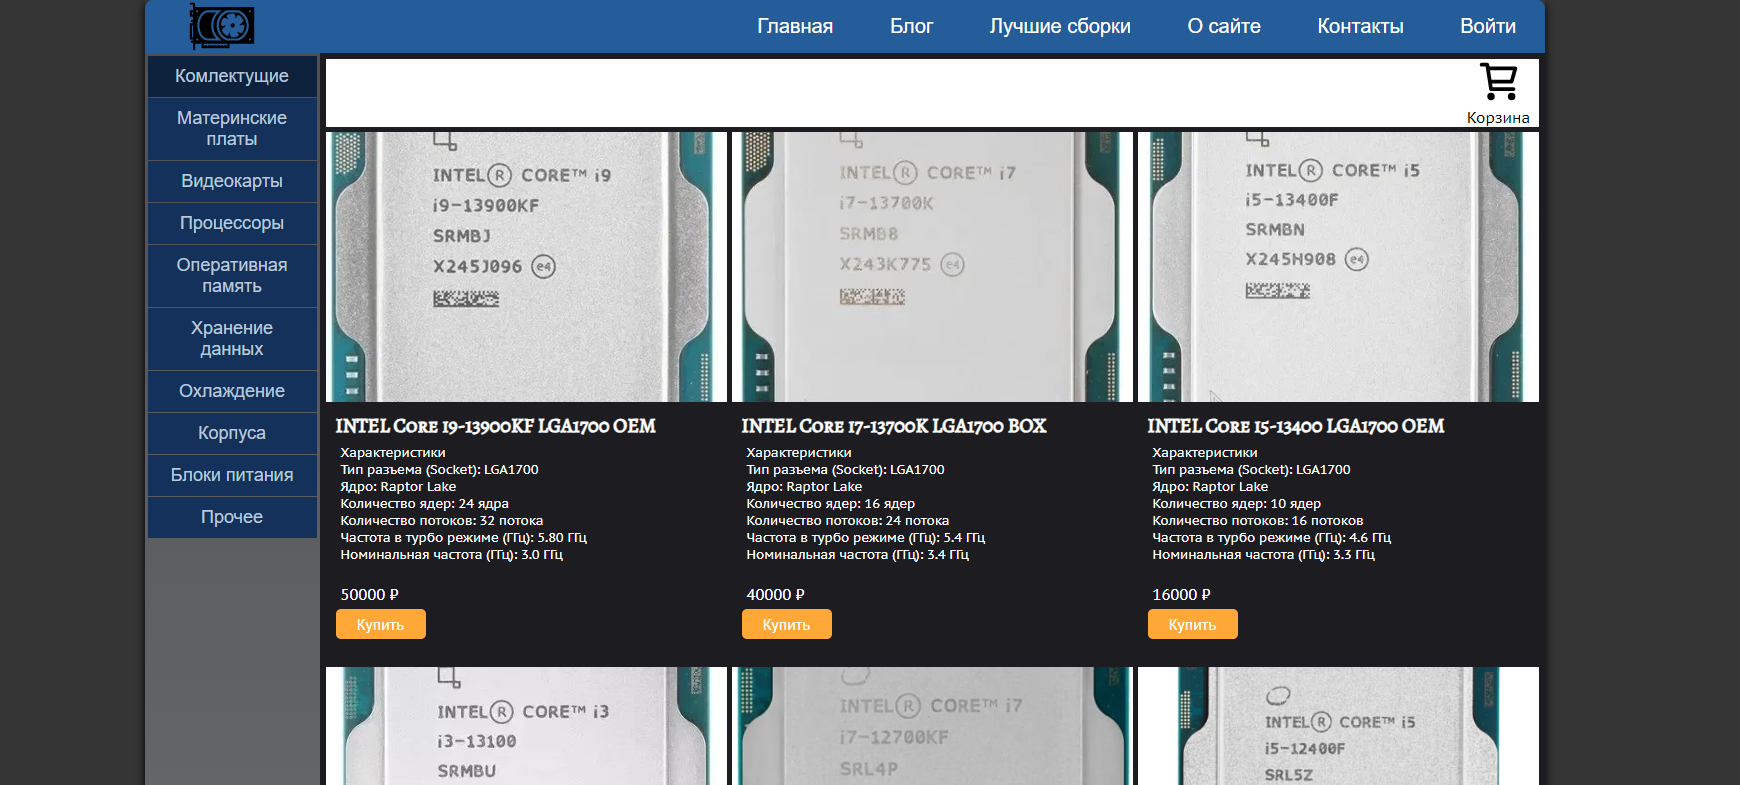 Главная Блог Лучшие сборки О сайте Контакты Войти
Комлектущие
Материнские
платы
Видеокарты
Процессоры
Оперативная
память
Хранение
данных
Охлаждение
Корпуса
Блоки питания
Прочее
Корзина
INTEL® CORE™ i9
i9-13900KF
SRMBJ
X245J096 e4
INTEL® CORE™ i7
i7-13700K
SRMB8
X243K775 e4
INTEL® CORE™ i5
i5-13400F
SRMBN
X245H908 e4
INTEL Core i9-13900KF LGA1700 OEM
Характеристики
Тип разъема (Socket): LGA1700
Ядро: Raptor Lake
Количество ядер: 24 ядра
Количество потоков: 32 потока
Частота в турбо режиме (ГГц): 5.80 ГГц
Номинальная частота (ГГц): 3.0 ГГц
50000 ₽
Купить
INTEL Core i7-13700K LGA1700 BOX
Характеристики
Тип разъема (Socket): LGA1700
Ядро: Raptor Lake
Количество ядер: 16 ядер
Количество потоков: 24 потока
Частота в турбо режиме (ГГц): 5.4 ГГц
Номинальная частота (ГГц): 3.4 ГГц
40000 ₽
Купить
INTEL Core i5-13400 LGA1700 OEM
Характеристики
Тип разъема (Socket): LGA1700
Ядро: Raptor Lake
Количество ядер: 10 ядер
Количество потоков: 16 потоков
Частота в турбо режиме (ГГц): 4.6 ГГц
Номинальная частота (ГГц): 3.3 ГГц
16000 ₽
Купить
INTEL® CORE™ i3
i3-13100
SRMBU
INTEL® CORE™ i7
i7-12700KF
SRL4P
INTEL® CORE™ i5
i5-12400F
SRL5Z